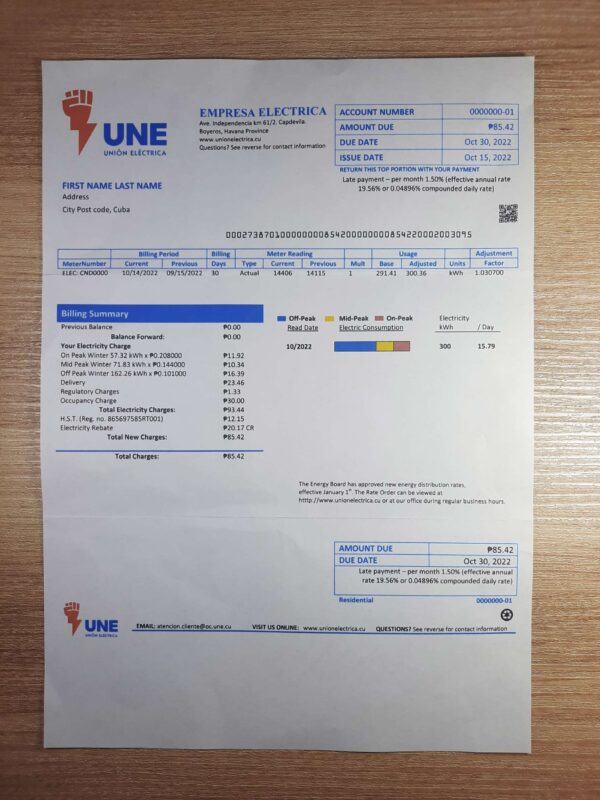 UNE
UNIÓN ELÉCTRICA
EMPRESA ELECTRICA
Ave. Independencia km 61/2. Capdevila.
Boyeros, Havana Province
www.unionelectrica.cu
Questions? See reverse for contact information
ACCOUNT NUMBER 0000000-01
AMOUNT DUE ₱85.42
DUE DATE Oct 30, 2022
ISSUE DATE Oct 15, 2022
RETURN THIS TOP PORTION WITH YOUR PAYMENT
Late payment – per month 1.50% (effective annual rate
19.56% or 0.04896% compounded daily rate)
FIRST NAME LAST NAME
Address
City Post code, Cuba
Billing Period Billing Meter Reading Usage Adjustment
MeterNumber Current Previous Days Type Current Previous Mult Base Adjusted Units Factor
ELEC: CND0000 10/14/2022 09/15/2022 30 Actual 14406 14115 1 291.41 300.36 kWh 1.030700
Billing Summary
Previous Balance ₱0.00
Balance Forward: ₱0.00
Your Electricity Charge
On Peak Winter 57.32 kWh x ₱0.208000 ₱11.92
Mid Peak Winter 71.83 kWh x ₱0.144000 ₱10.34
Off Peak Winter 162.26 kWh x ₱0.101000 ₱16.39
Delivery ₱23.46
Regulatory Charges ₱1.33
Occupancy Charge ₱30.00
Total Electricity Charges: ₱93.44
H.S.T. (Reg. no. 865697585RT001) ₱12.15
Electricity Rebate ₱20.17 CR
Total New Charges: ₱85.42
Total Charges: ₱85.42
Off-Peak Mid-Peak On-Peak Electricity
Read Date Electric Consumption kWh / Day
10/2022 300 15.79
The Energy Board has approved new energy distribution rates,
effective January 1st. The Rate Order can be viewed at
htttp://www.unionelectrica.cu or at our office during regular business hours.
AMOUNT DUE ₱85.42
DUE DATE Oct 30, 2022
Late payment – per month 1.50% (effective annual
rate 19.56% or 0.04896% compounded daily rate)
Residential 0000000-01
UNE
UNIÓN ELÉCTRICA
EMAIL: atencion.cliente@oc.une.cu VISIT US ONLINE: www.unionelectrica.cu QUESTIONS? See reverse for contact information